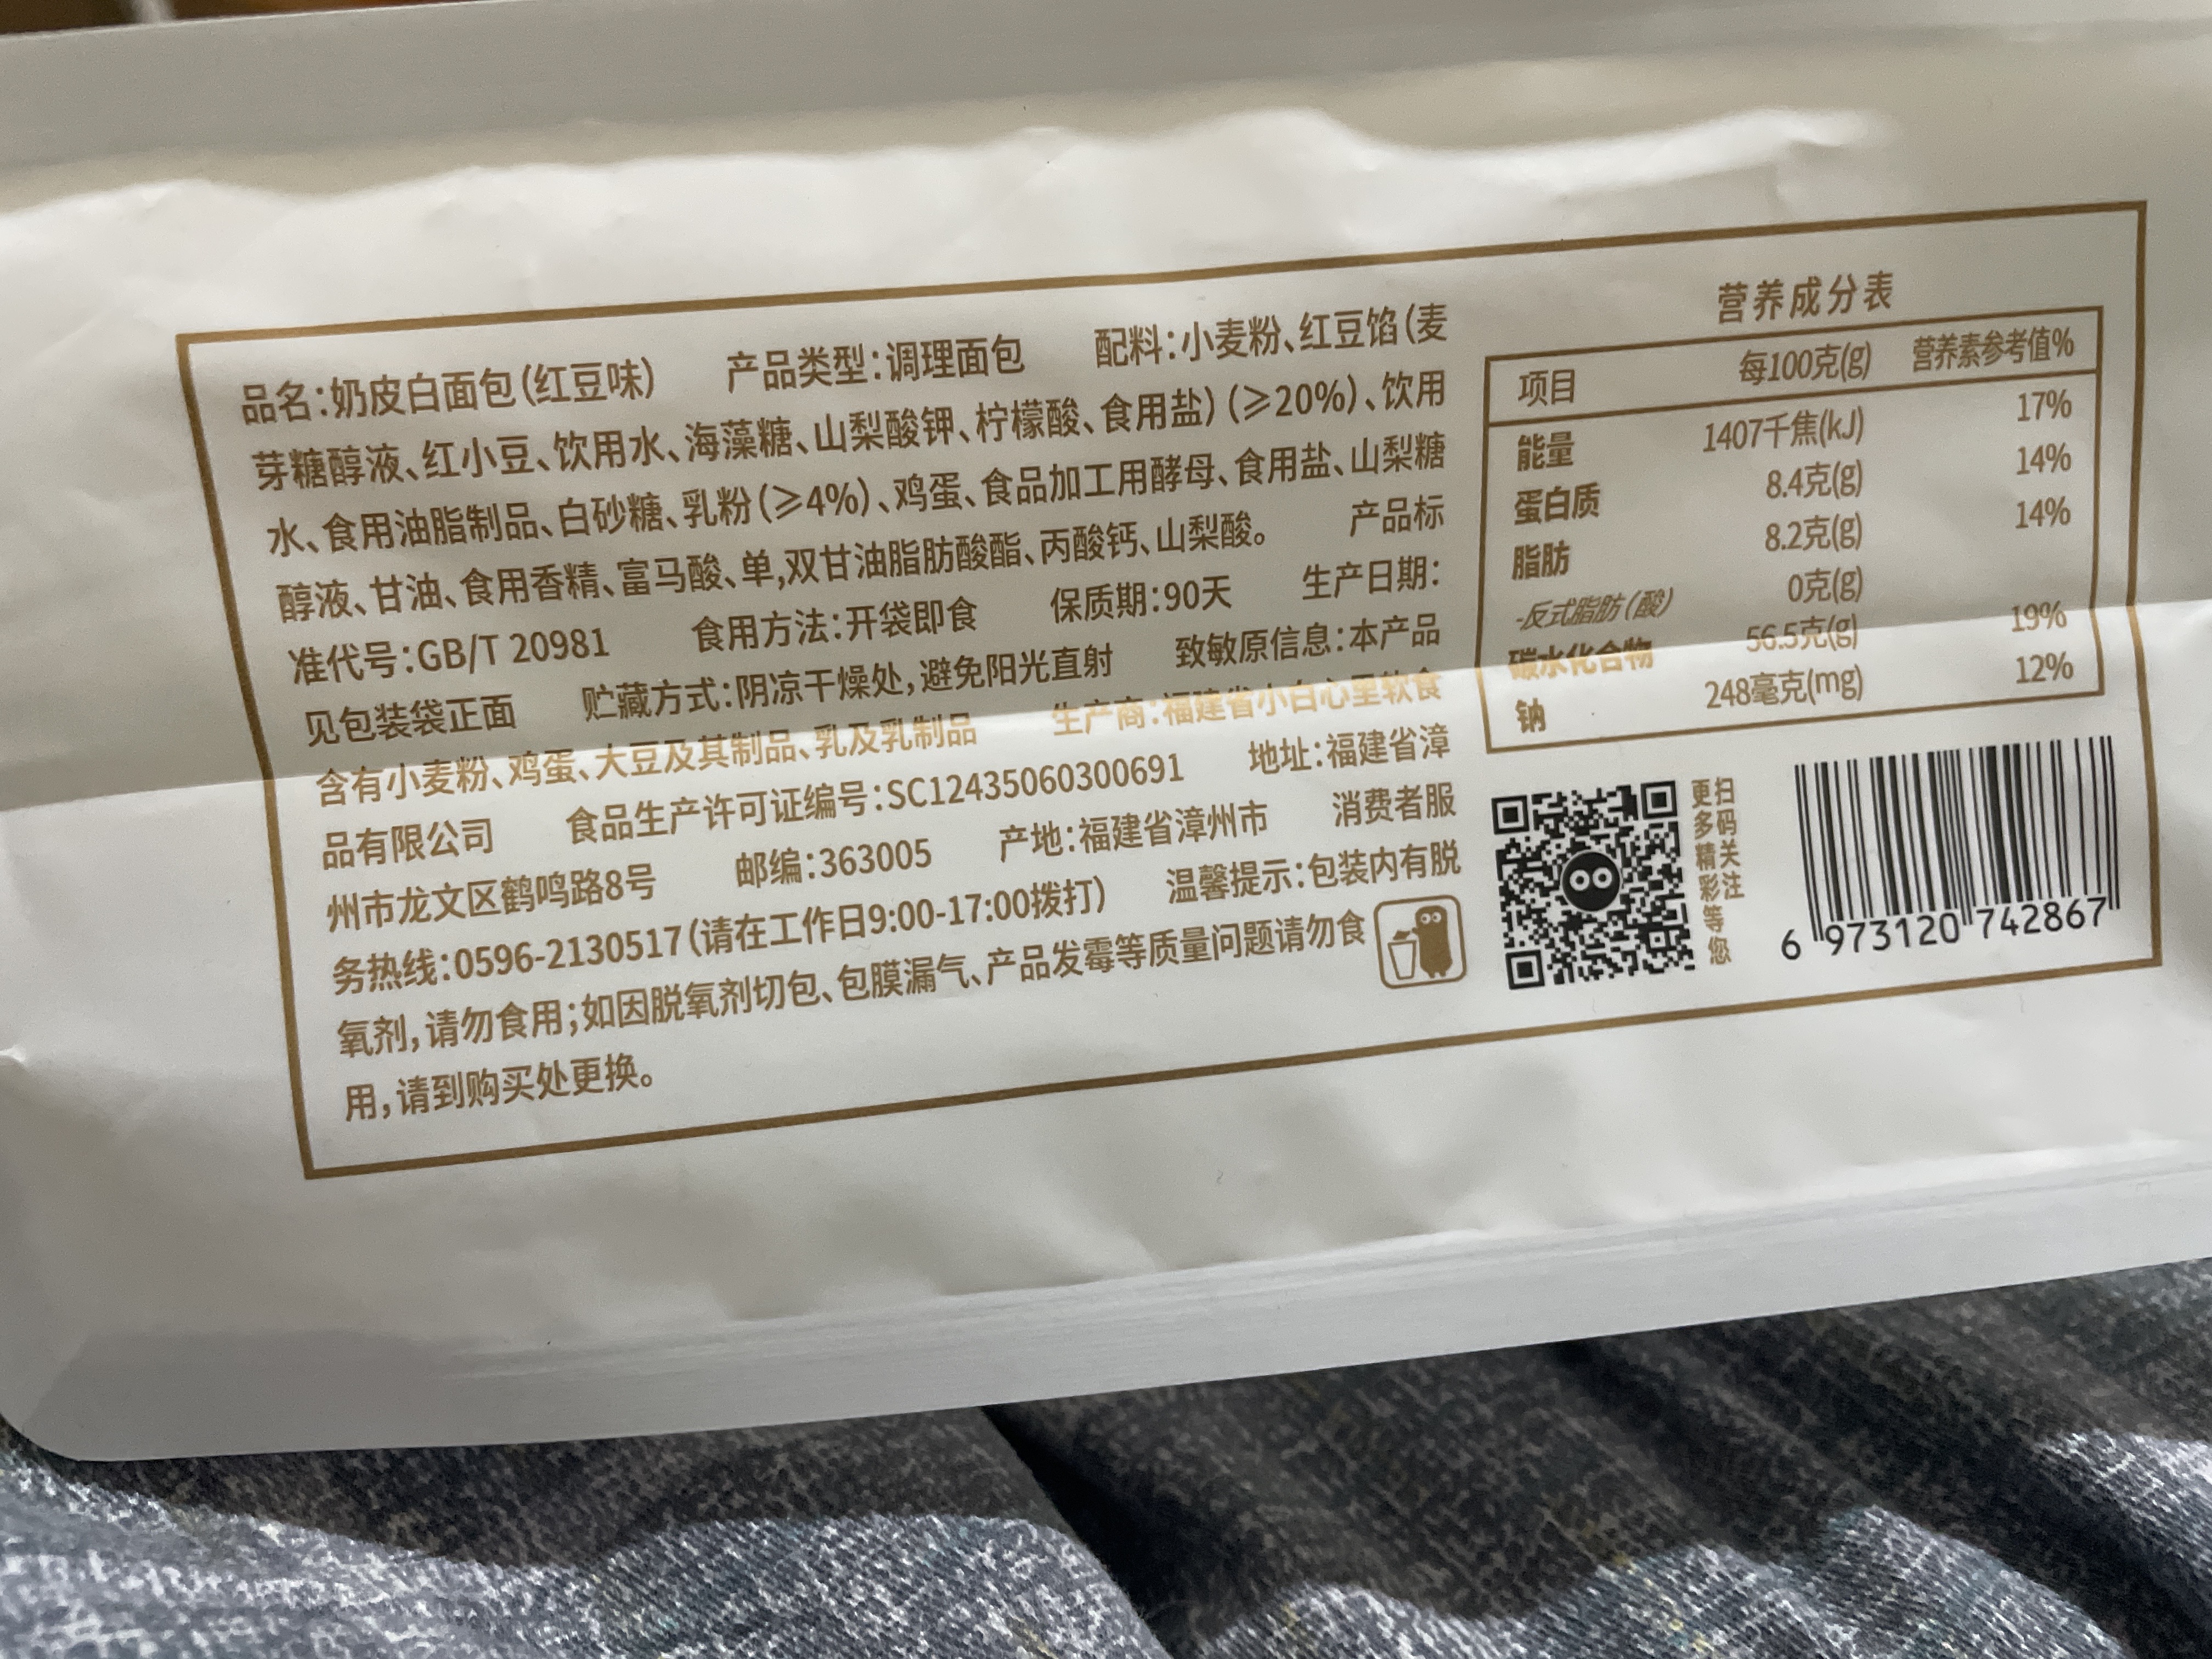 品名:奶皮白面包(红豆味) 产品类型:调理面包 配料:小麦粉、红豆馅(麦
芽糖醇液、红小豆、饮用水、海藻糖、山梨酸钾、柠檬酸、食用盐)(≥20%)、饮用
水、食用油脂制品、白砂糖、乳粉(≥4%)、鸡蛋、食品加工用酵母、食用盐、山梨糖
醇液、甘油、食用香精、富马酸、单,双甘油脂肪酸酯、丙酸钙、山梨酸。 产品标
准代号:GB/T 20981 食用方法:开袋即食 保质期:90天 生产日期:
见包装袋正面 贮藏方式:阴凉干燥处,避免阳光直射 致敏原信息:本产品
含有小麦粉、鸡蛋、大豆及其制品、乳及乳制品 生产商:福建省小白心里软食
品有限公司 食品生产许可证编号:SC12435060300691 地址:福建省漳
州市龙文区鹤鸣路8号 邮编:363005 产地:福建省漳州市 消费者服
务热线:0596-2130517(请在工作日9:00-17:00拨打) 温馨提示:包装内有脱
氧剂,请勿食用;如因脱氧剂切包、包膜漏气、产品发霉等质量问题请勿食
用,请到购买处更换。
营养成分表
项目 每100克(g) 营养素参考值%
能量 1407千焦(kJ) 17%
蛋白质 8.4克(g) 14%
脂肪 8.2克(g) 14%
-反式脂肪(酸) 0克(g)
碳水化合物 56.5克(g) 19%
钠 248毫克(mg) 12%
扫码关注
更多精彩等您
6 973120 742867